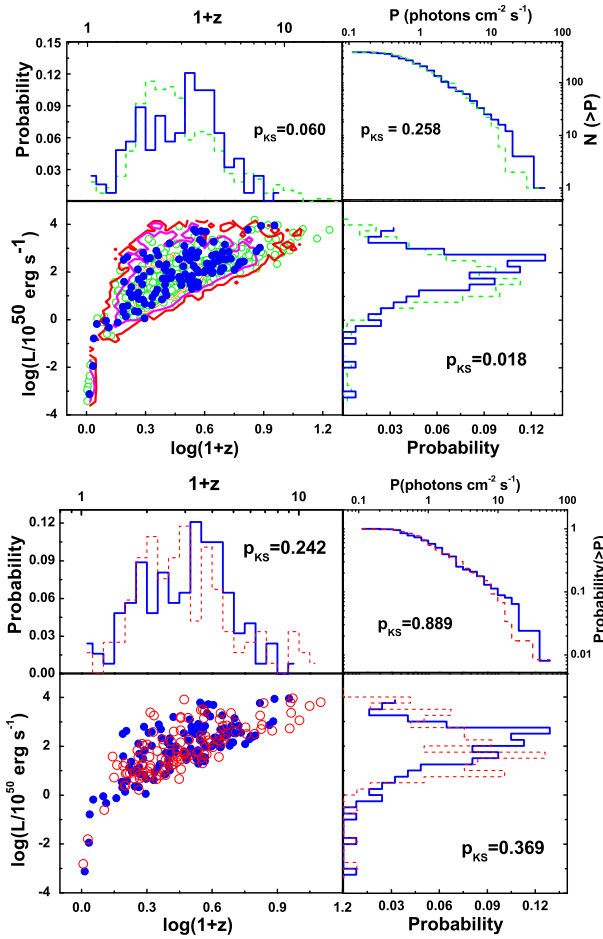 1+z
1
10
P (photons cm⁻² s⁻¹)
0.1
1
10
100
Probability
0.15
0.12
0.09
0.06
0.03
pKS=0.060
pKS = 0.258
N (>P)
100
10
1
log(L/10⁵⁰ erg s⁻¹)
4
2
0
-2
-4
pKS=0.018
0.0
0.3
0.6
0.9
1.2
0.03
0.06
0.09
0.12
log(1+z)
Probability
1+z
1
10
P(photons cm⁻² s⁻¹)
0.1
1
10
100
Probability
0.12
0.09
0.06
0.03
0.00
pKS=0.242
pKS=0.889
Probability(>P)
1
0.1
0.01
log(L/10⁵⁰ erg s⁻¹)
4
2
0
-2
-4
pKS=0.369
0.0
0.3
0.6
0.9
1.2
0.03
0.06
0.09
0.12
log(1+z)
Probability